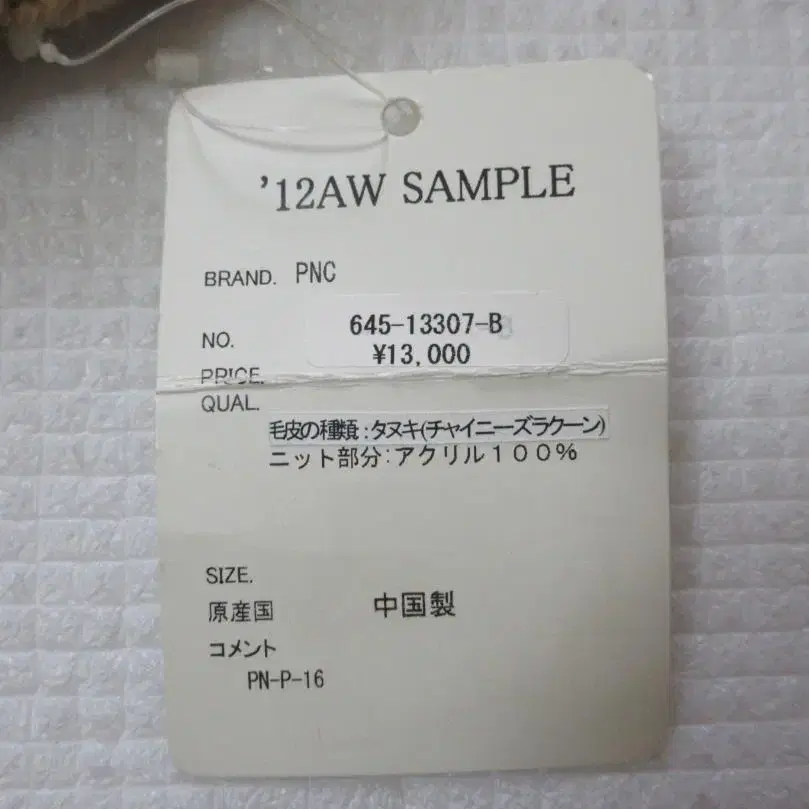 '12AW SAMPLE
BRAND. PNC
NO. 645-13307-B
PRICE. ¥13,000
QUAL.
毛皮の種類:タヌキ(チャイニーズラクーン)
ニット部分:アクリル100%
SIZE.
原産国 中国製
コメント
PN-P-16